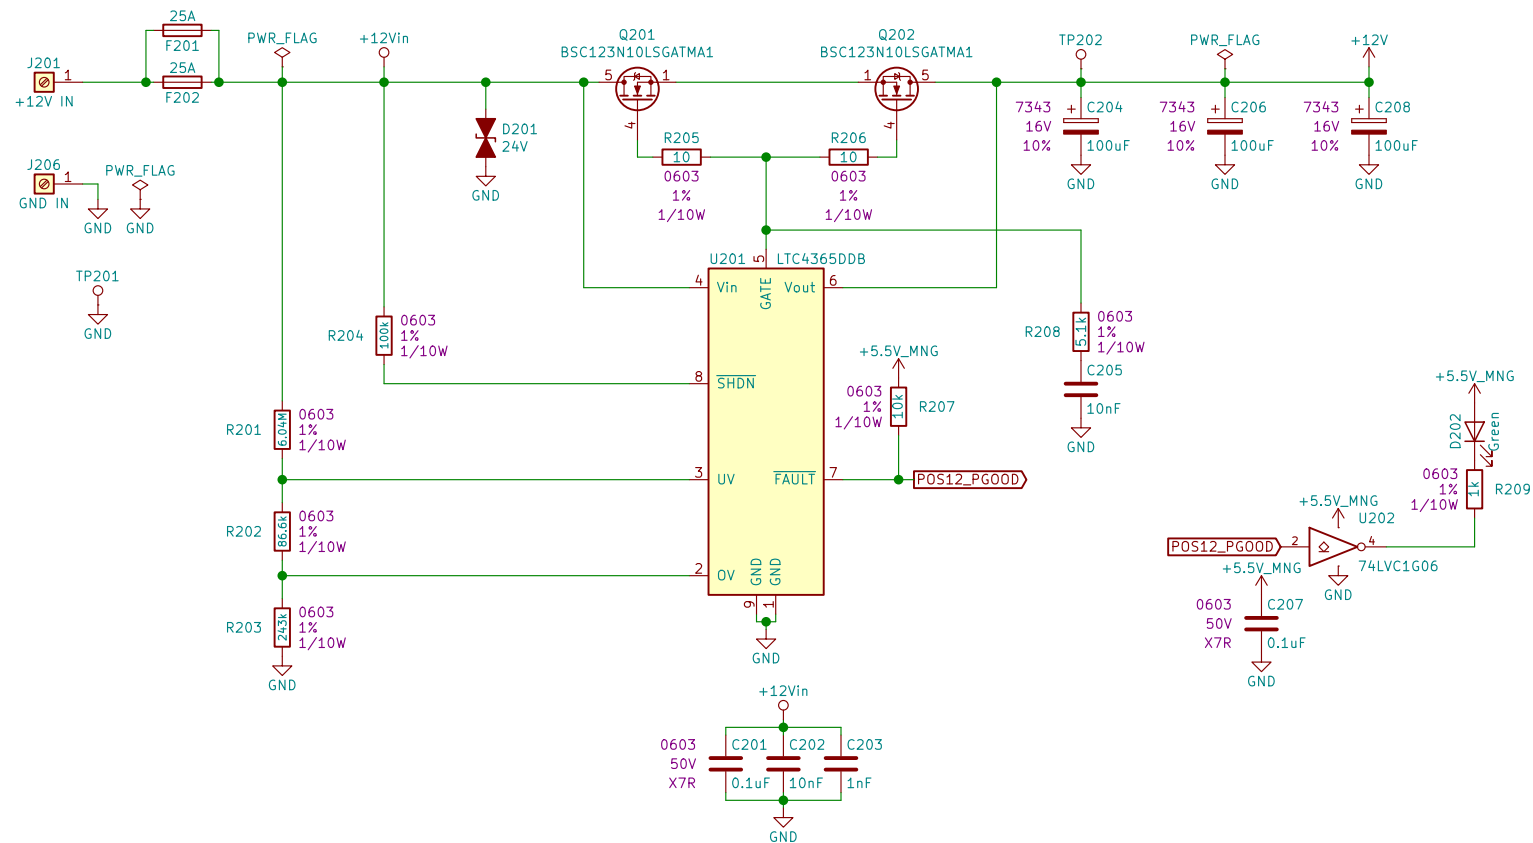 25A
F201
25A
F202
J201
1
+12V IN
PWR_FLAG
+12Vin
Q201
BSC123N10LSGATMA1
5
1
4
Q202
BSC123N10LSGATMA1
1
5
4
TP202
PWR_FLAG
+12V
7343
16V
10%
+
C204
100uF
GND
7343
16V
10%
+
C206
100uF
GND
7343
16V
10%
+
C208
100uF
GND
D201
24V
GND
R205
10
0603
1%
1/10W
R206
10
0603
1%
1/10W
J206
1
GND IN
GND
PWR_FLAG
GND
TP201
GND
U201
LTC4365DDB
5
GATE
4
Vin
Vout
6
8
SHDN
3
UV
FAULT
7
2
OV
GND
GND
9
1
GND
R204
100k
0603
1%
1/10W
R201
6.04M
0603
1%
1/10W
R202
86.6k
0603
1%
1/10W
R203
243k
0603
1%
1/10W
GND
+5.5V_MNG
0603
1%
1/10W
10k
R207
POS12_PGOOD
R208
5.1k
0603
1%
1/10W
C205
10nF
GND
+5.5V_MNG
D202
Green
0603
1%
1/10W
1k
R209
+5.5V_MNG
U202
POS12_PGOOD
2
4
74LVC1G06
GND
+5.5V_MNG
0603
50V
X7R
C207
0.1uF
GND
+12Vin
0603
50V
X7R
C201
0.1uF
C202
10nF
C203
1nF
GND